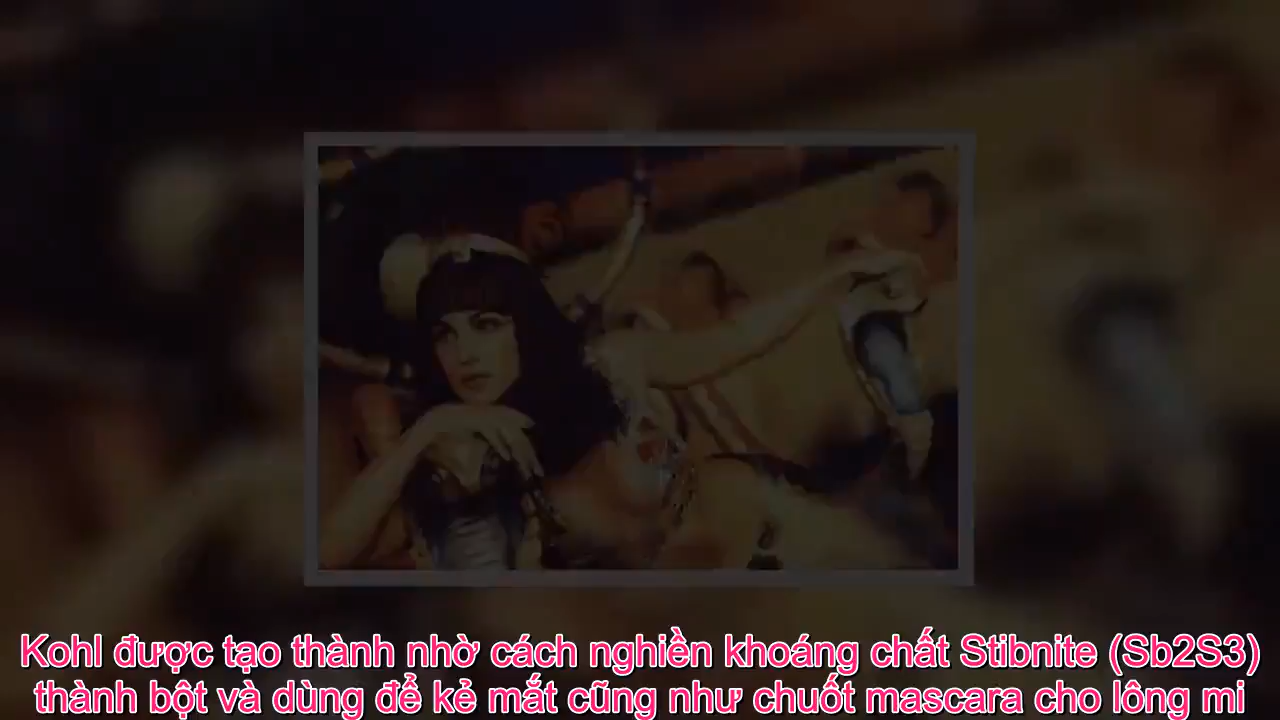 Kohl được tạo thành nhờ cách nghiền khoáng chất Stibnite (Sb2S3)
thành bột và dùng để kẻ mắt cũng như chuốt mascara cho lông mi